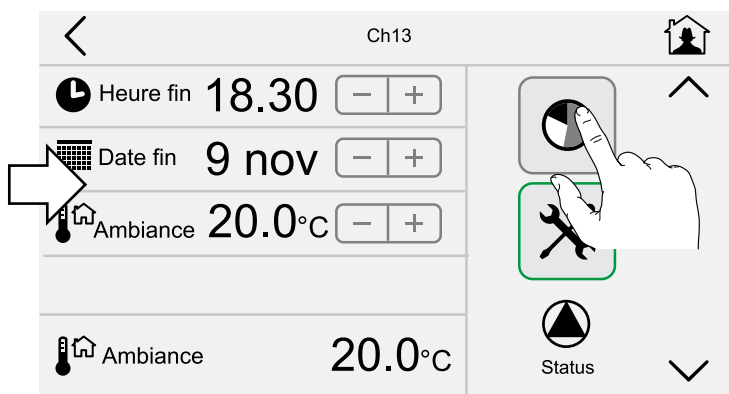 Ch13
Heure fin 18.30 − +
Date fin 9 nov − +
Ambiance 20.0°C − +
Ambiance 20.0°C
Status